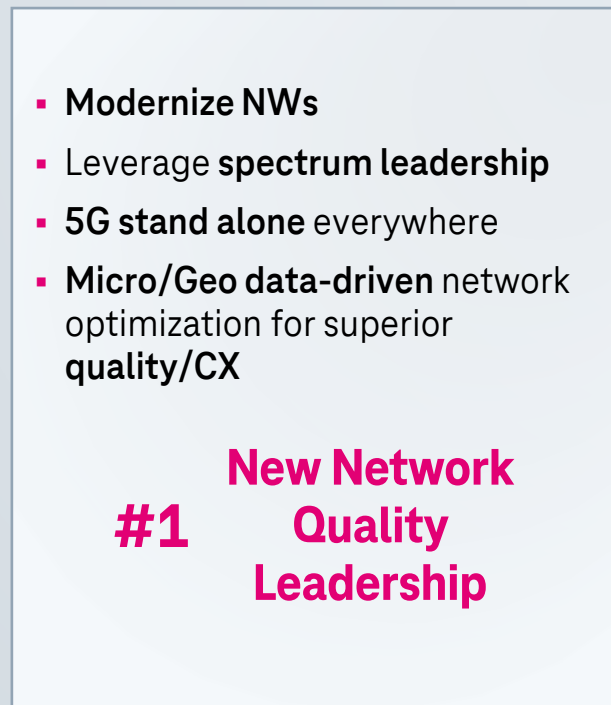 ▪ Modernize NWs
▪ Leverage spectrum leadership
▪ 5G stand alone everywhere
▪ Micro/Geo data-driven network
optimization for superior
quality/CX
#1
New Network
Quality
Leadership